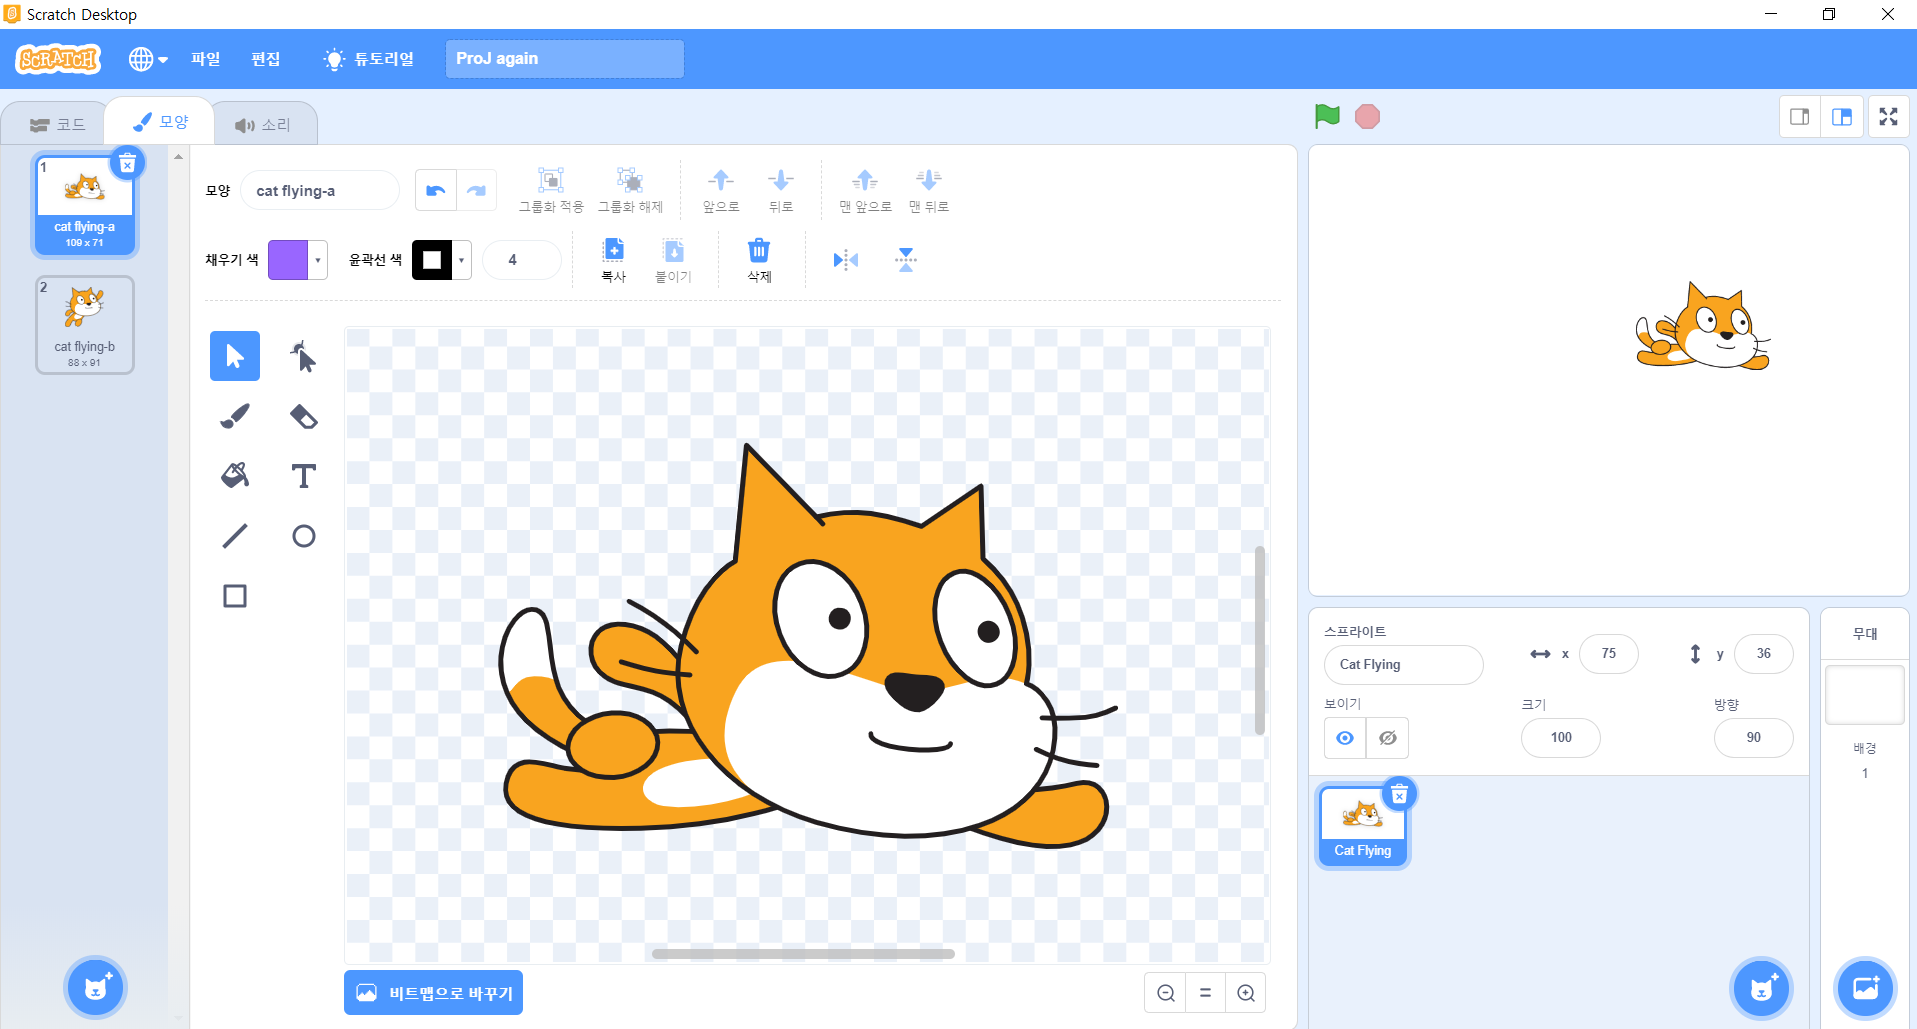 Scratch Desktop
SCRATCH
파일
편집
튜토리얼
ProJ again
코드
모양
소리
1
cat flying-a
109 x 71
2
cat flying-b
88 x 91
모양
cat flying-a
그룹화 적용
그룹화 해제
앞으로
뒤로
맨 앞으로
맨 뒤로
채우기 색
윤곽선 색
4
복사
붙이기
삭제
비트맵으로 바꾸기
스프라이트
Cat Flying
x
75
y
36
보이기
크기
100
방향
90
Cat Flying
무대
배경
1